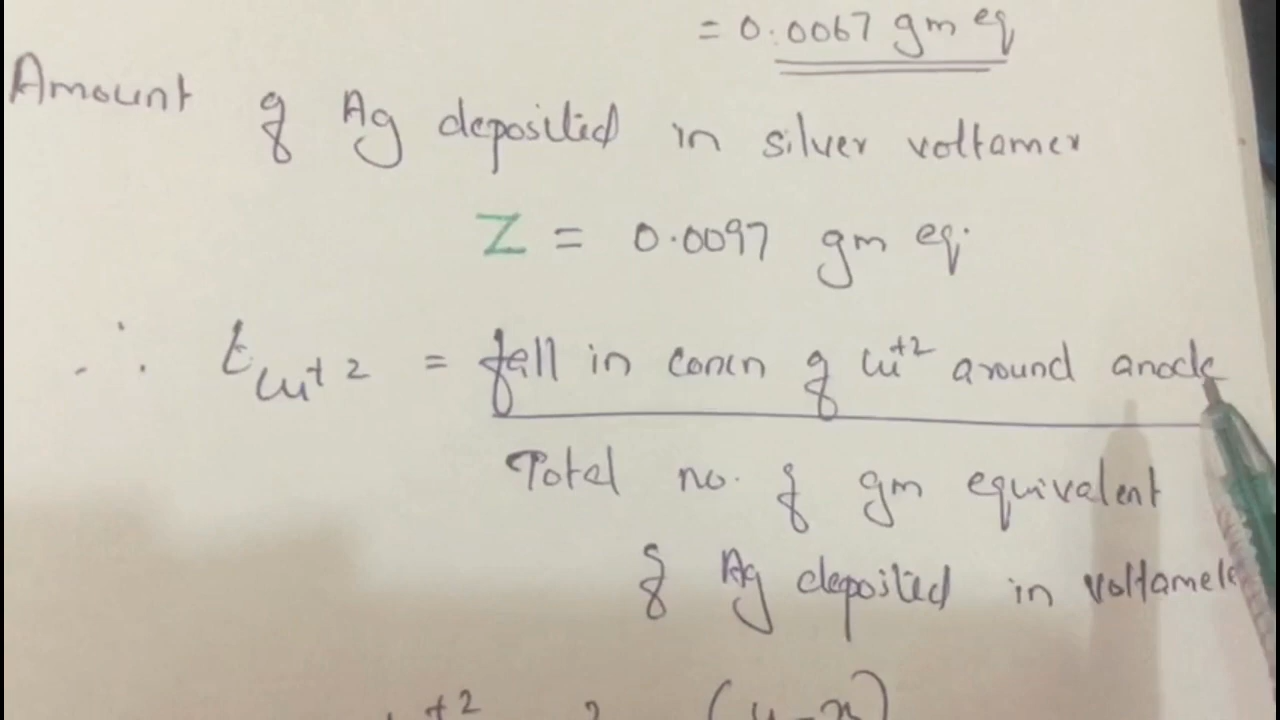 = 0.0067 gm eq
Amount of Ag deposited in silver voltamer
Z = 0.0097 gm eq.
∴ t Cu+2 = fall in concn of Cu+2 around anode
Total no. of gm equivalent
of Ag deposited in voltamete
+2 (y-x)